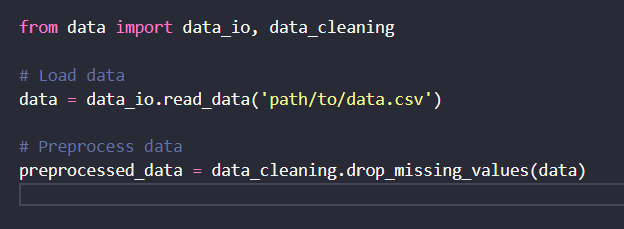 from data import data_io, data_cleaning
# Load data
data = data_io.read_data('path/to/data.csv')
# Preprocess data
preprocessed_data = data_cleaning.drop_missing_values(data)